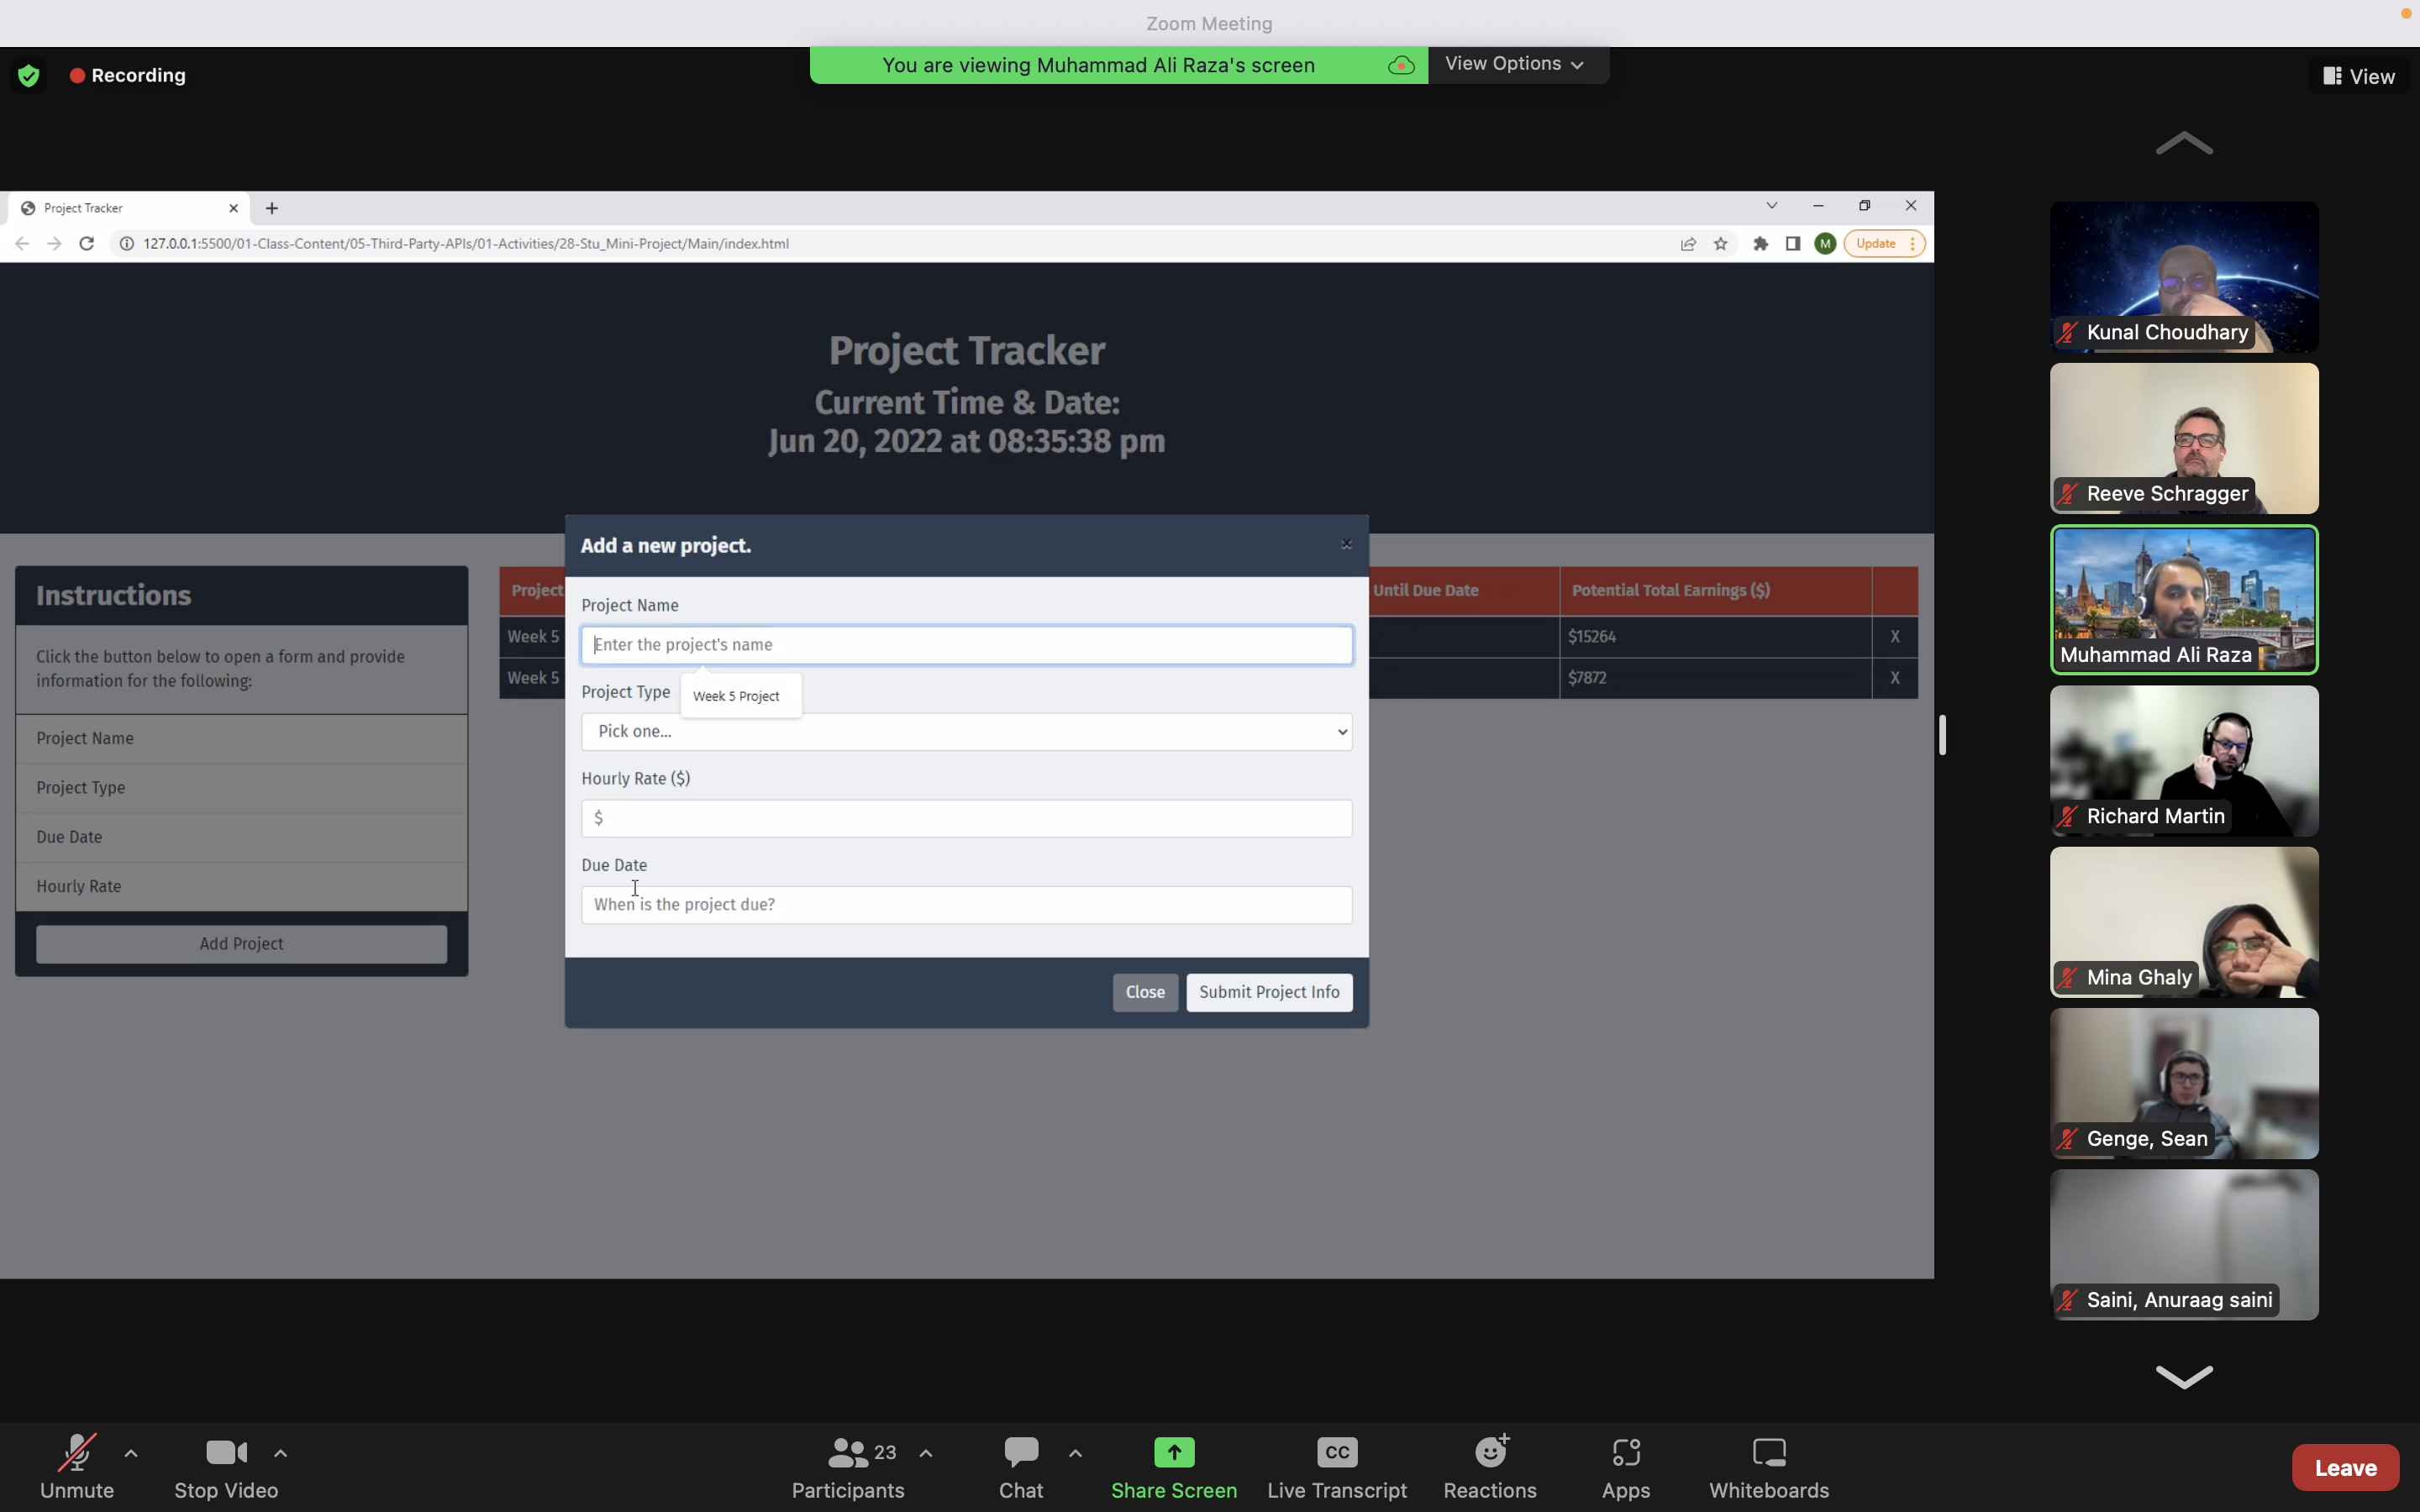 Zoom Meeting
Recording
You are viewing Muhammad Ali Raza's screen
View Options
View
Project Tracker
127.0.0.1:5500/01-Class-Content/05-Third-Party-APIs/01-Activities/28-Stu_Mini-Project/Main/index.html
M
Update
Project Tracker
Current Time & Date:
Jun 20, 2022 at 08:35:38 pm
Instructions
Click the button below to open a form and provide
information for the following:
Project Name
Project Type
Due Date
Hourly Rate
Add Project
Project
Until Due Date
Potential Total Earnings ($)
Week 5
$15264
X
Week 5
$7872
X
Add a new project.
×
Project Name
Enter the project's name
Week 5 Project
Project Type
Pick one...
Hourly Rate ($)
$
Due Date
When is the project due?
Close
Submit Project Info
Kunal Choudhary
Reeve Schragger
Muhammad Ali Raza
Richard Martin
Mina Ghaly
Genge, Sean
Saini, Anuraag saini
Unmute
Stop Video
23
Participants
Chat
Share Screen
CC
Live Transcript
Reactions
Apps
Whiteboards
Leave